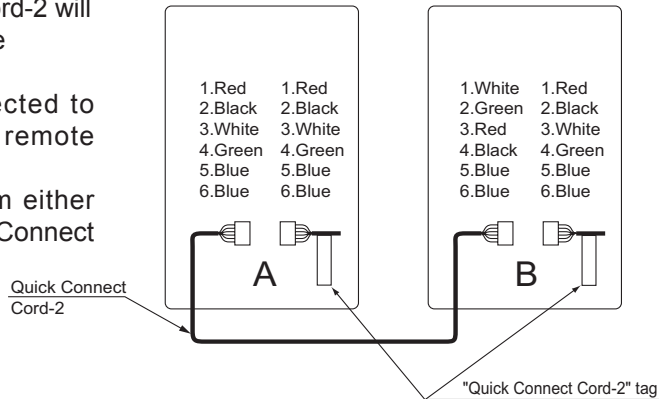 ord-2 will
e
ected to
remote
m either
Connect
1.Red 1.Red
2.Black 2.Black
3.White 3.White
4.Green 4.Green
5.Blue 5.Blue
6.Blue 6.Blue
A
1.White 1.Red
2.Green 2.Black
3.Red 3.White
4.Black 4.Green
5.Blue 5.Blue
6.Blue 6.Blue
B
Quick Connect
Cord-2
"Quick Connect Cord-2" tag